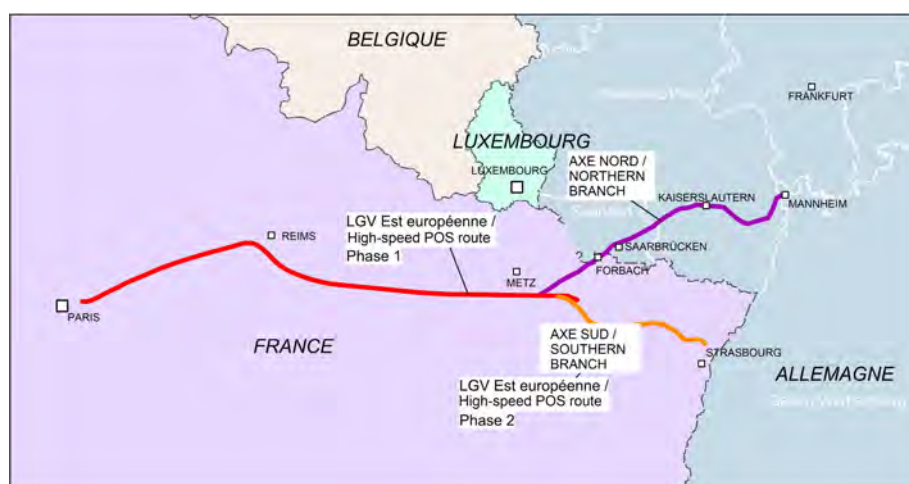 BELGIQUE
FRANKFURT
LUXEMBOURG
LUXEMBOURG
AXE NORD /
NORTHERN
BRANCH
KAISERSLAUTERN
MANNHEIM
LGV Est européenne /
High-speed POS route
Phase 1
REIMS
SAARBRÜCKEN
FORBACH
METZ
PARIS
FRANCE
AXE SUD /
SOUTHERN
BRANCH
STRASBOURG
ALLEMAGNE
LGV Est européenne /
High-speed POS route
Phase 2